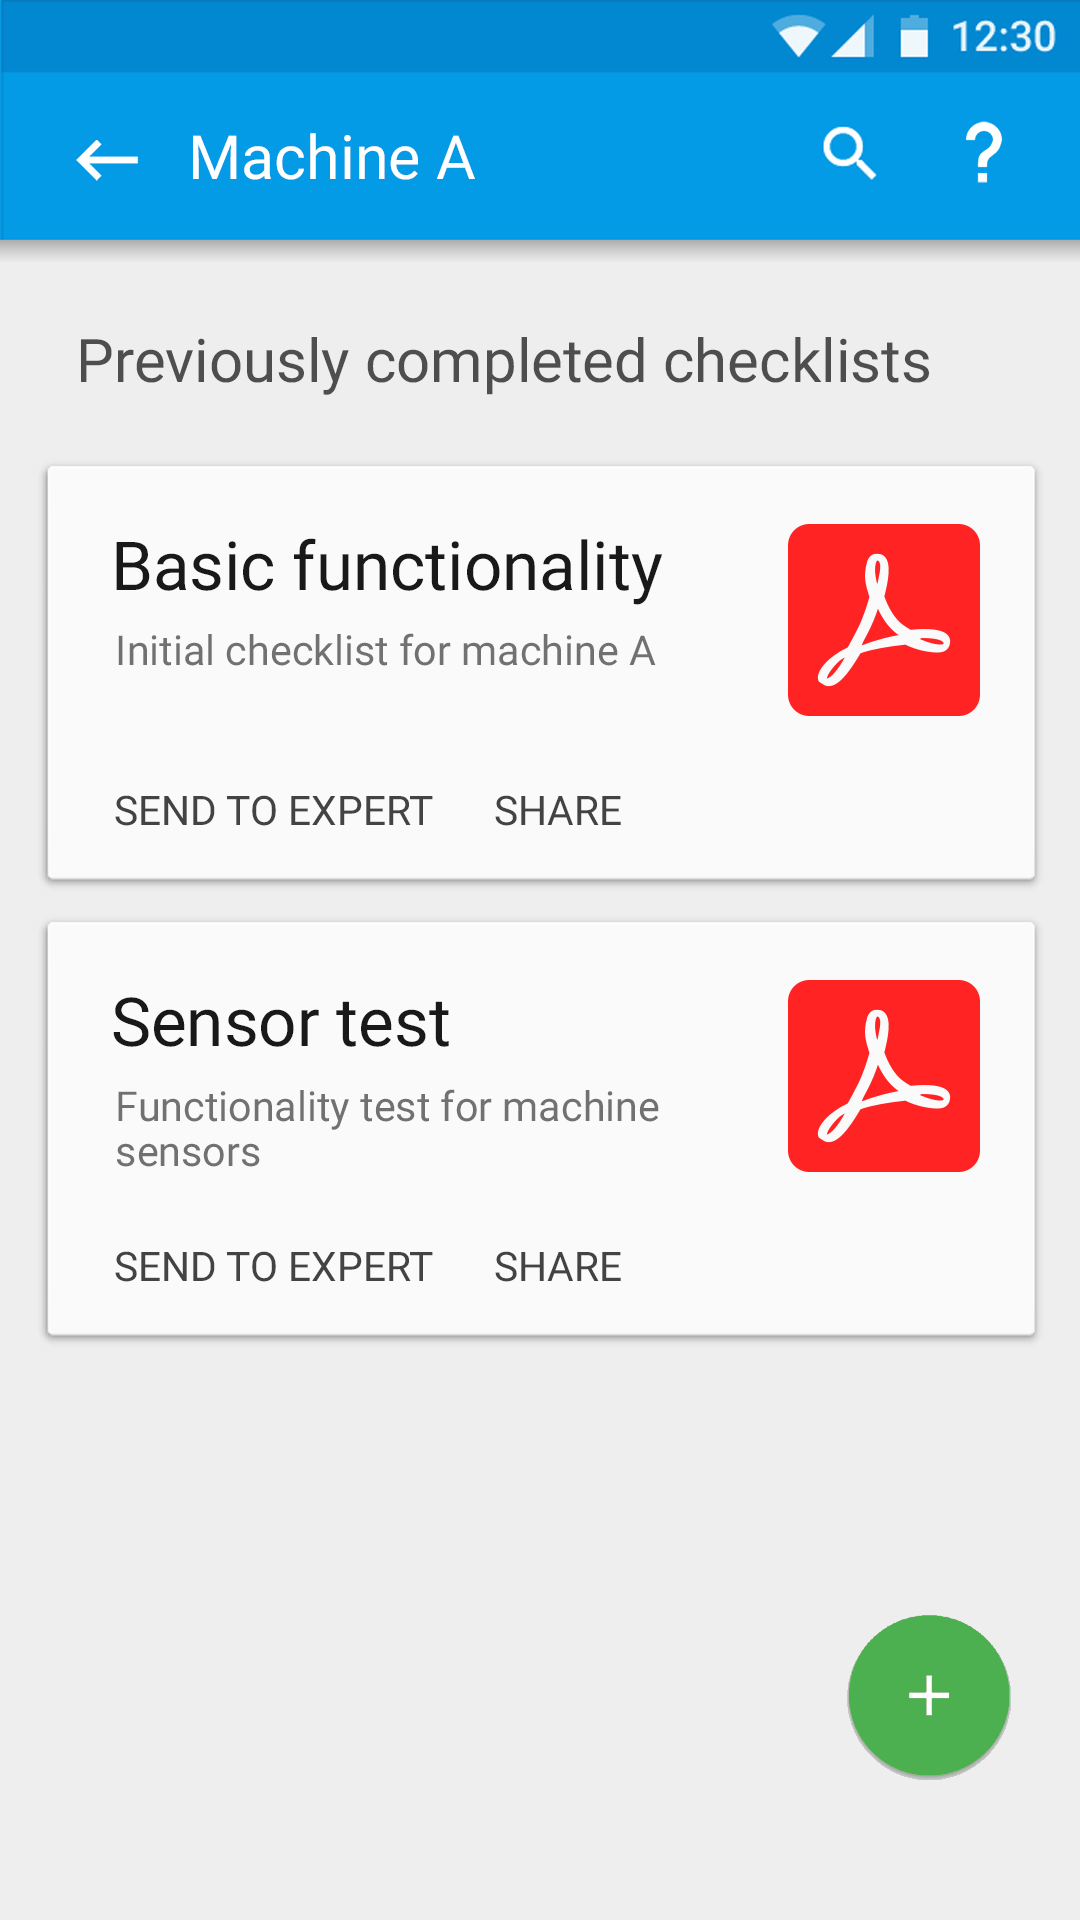 12:30
Machine A
?
Previously completed checklists
Basic functionality
Initial checklist for machine A
SEND TO EXPERT SHARE
Sensor test
Functionality test for machine
sensors
SEND TO EXPERT SHARE
+